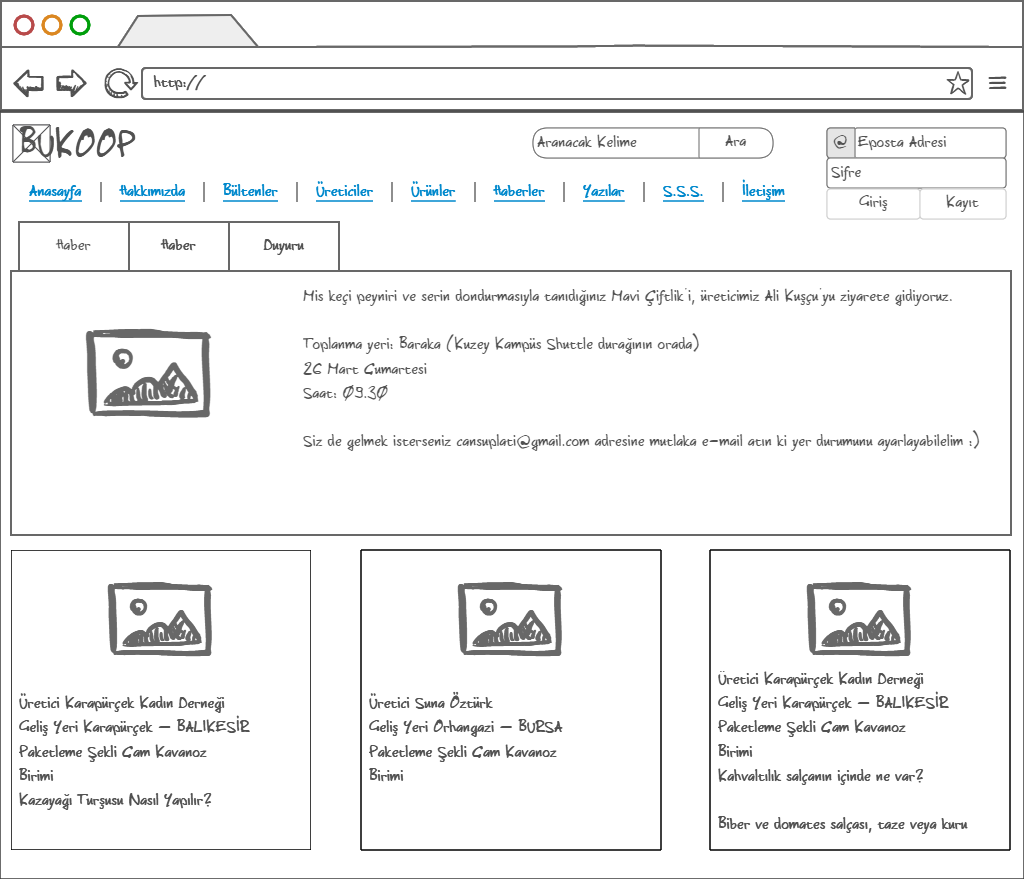 http://
BUKOOP
Aranacak Kelime Ara
@ Eposta Adresi
Sifre
Giriş Kayıt
Anasayfa | Hakkımızda | Bültenler | Üreticiler | Ürünler | Haberler | Yazılar | S.S.S. | İletişim
Haber Haber Duyuru
Mis keçi peyniri ve serin dondurmasıyla tanıdığınız Mavi Çiftlik'i, üreticimiz Ali Kuşçu'yu ziyarete gidiyoruz.
Toplanma yeri: Baraka (Kuzey Kampüs Shuttle durağının orada)
26 Mart Cumartesi
Saat: 09.30
Siz de gelmek isterseniz cansuplati@gmail.com adresine mutlaka e-mail atın ki yer durumunu ayarlayabilelim :)
Üretici Karapürçek Kadın Derneği
Geliş Yeri Karapürçek – BALIKESİR
Paketleme Şekli Cam Kavanoz
Birimi
Kazayağı Turşusu Nasıl Yapılır?
Üretici Suna Öztürk
Geliş Yeri Orhangazi – BURSA
Paketleme Şekli Cam Kavanoz
Birimi
Üretici Karapürçek Kadın Derneği
Geliş Yeri Karapürçek – BALIKESİR
Paketleme Şekli Cam Kavanoz
Birimi
Kahvaltılık salçanın içinde ne var?
Biber ve domates salçası, taze veya kuru